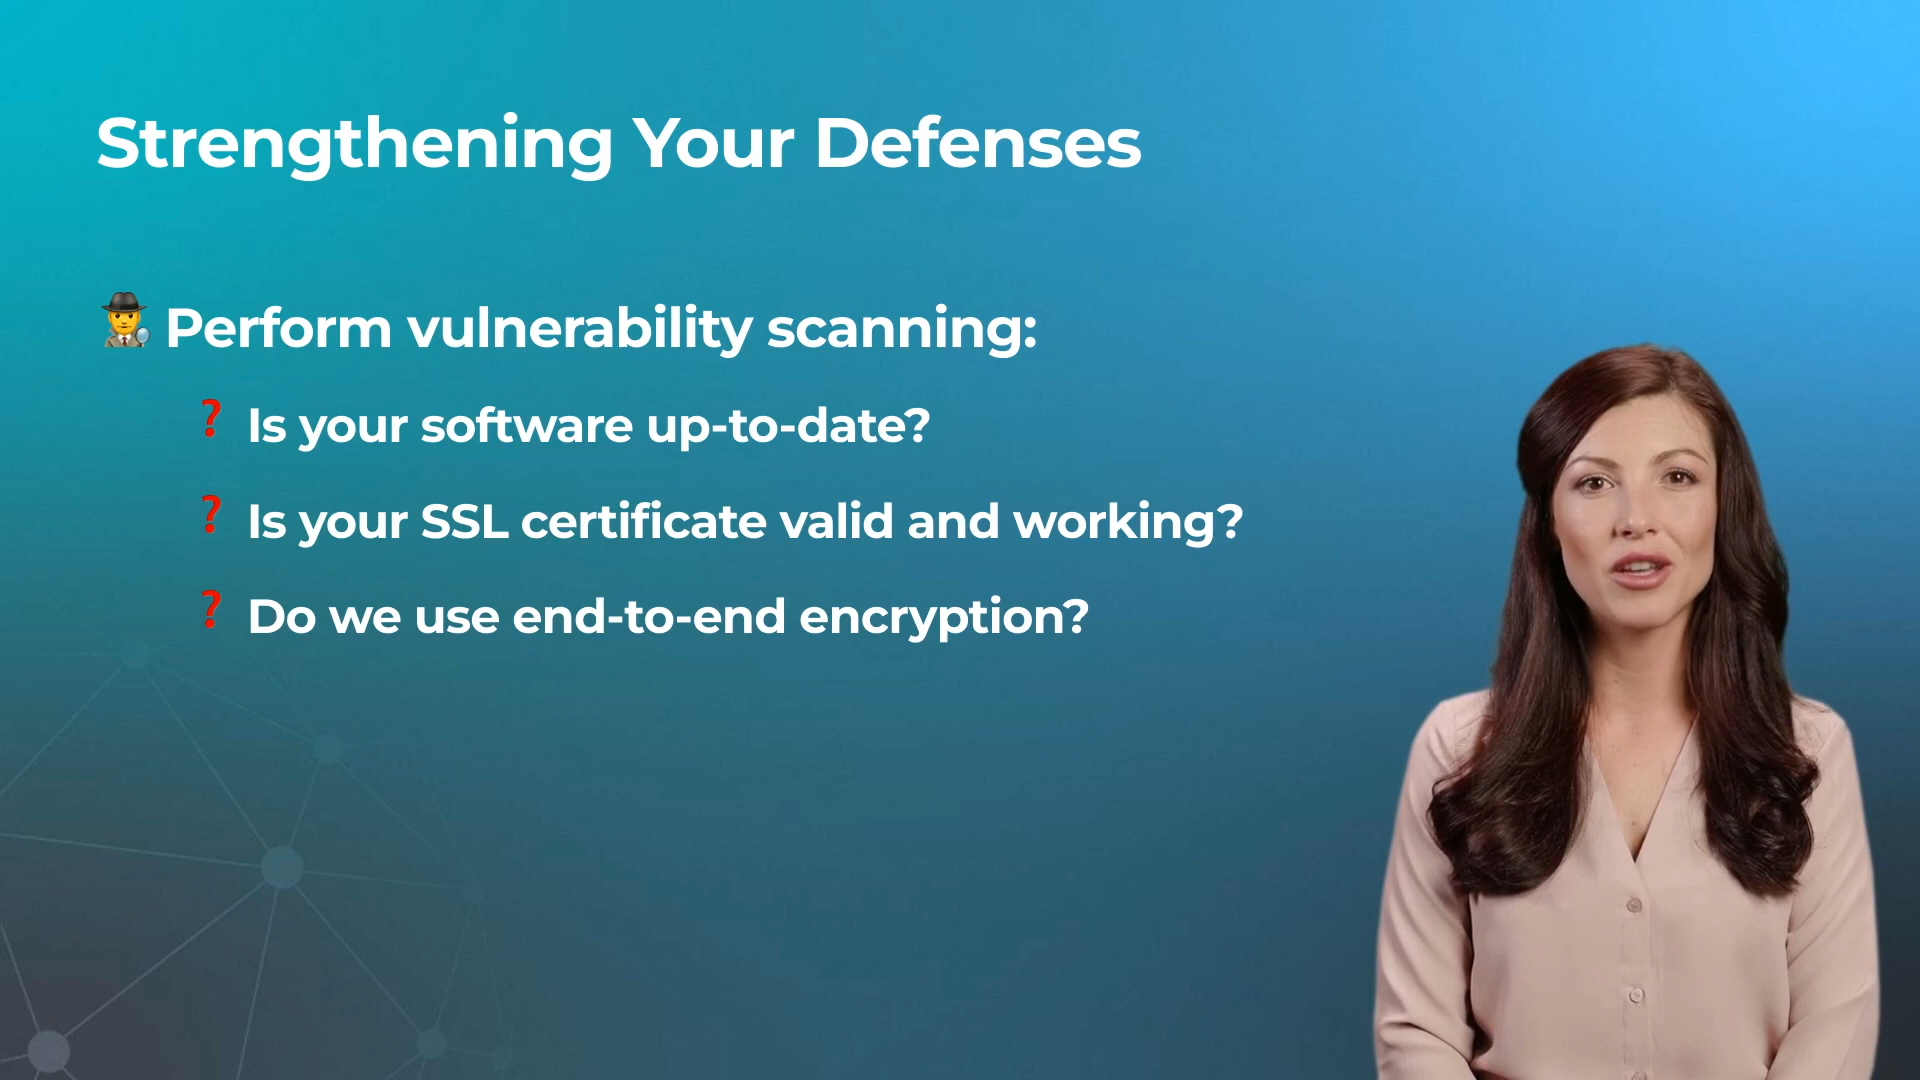 Strengthening Your Defenses
🕵️ Perform vulnerability scanning:
❓ Is your software up-to-date?
❓ Is your SSL certificate valid and working?
❓ Do we use end-to-end encryption?